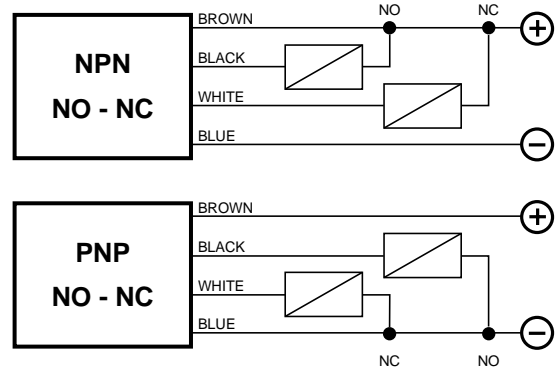 NO NC
BROWN
+
NPN
NO - NC
BLACK
WHITE
BLUE
−
BROWN
+
PNP
NO - NC
BLACK
WHITE
BLUE
−
NC NO